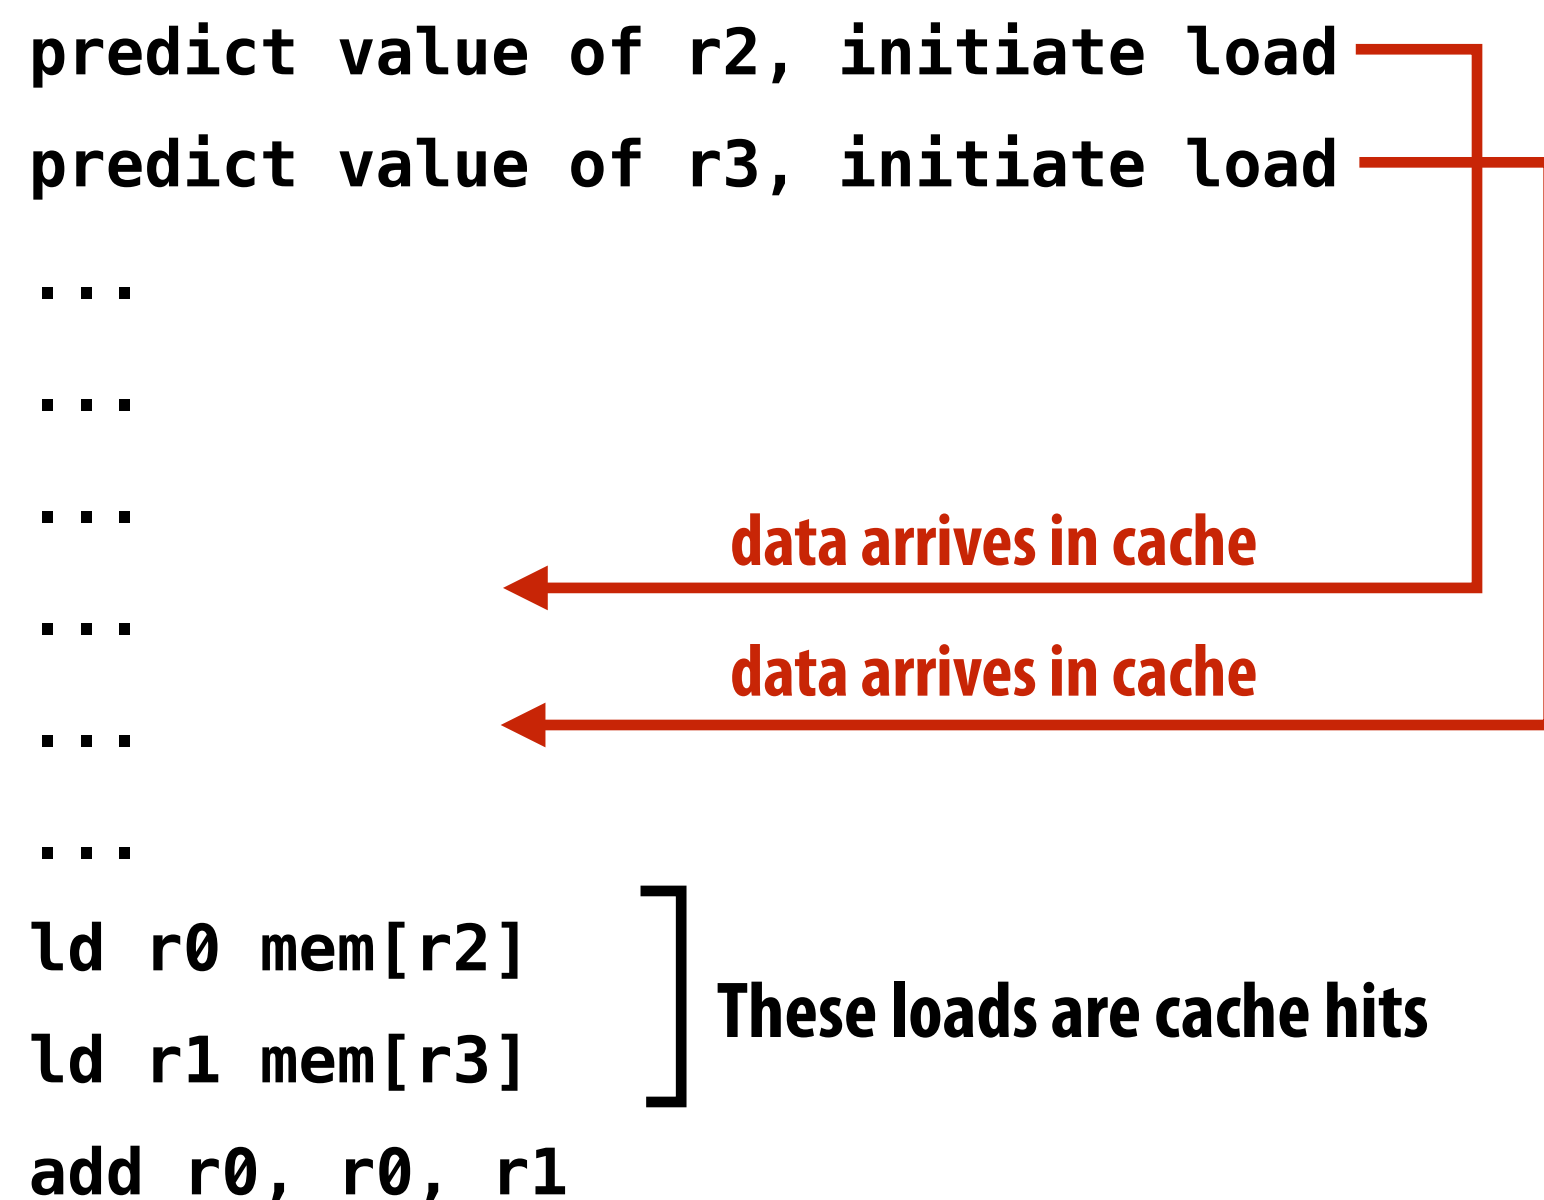 predict value of r2, initiate load
predict value of r3, initiate load
...
...
...
data arrives in cache
...
data arrives in cache
...
...
ld r0 mem[r2]
ld r1 mem[r3]
These loads are cache hits
add r0, r0, r1